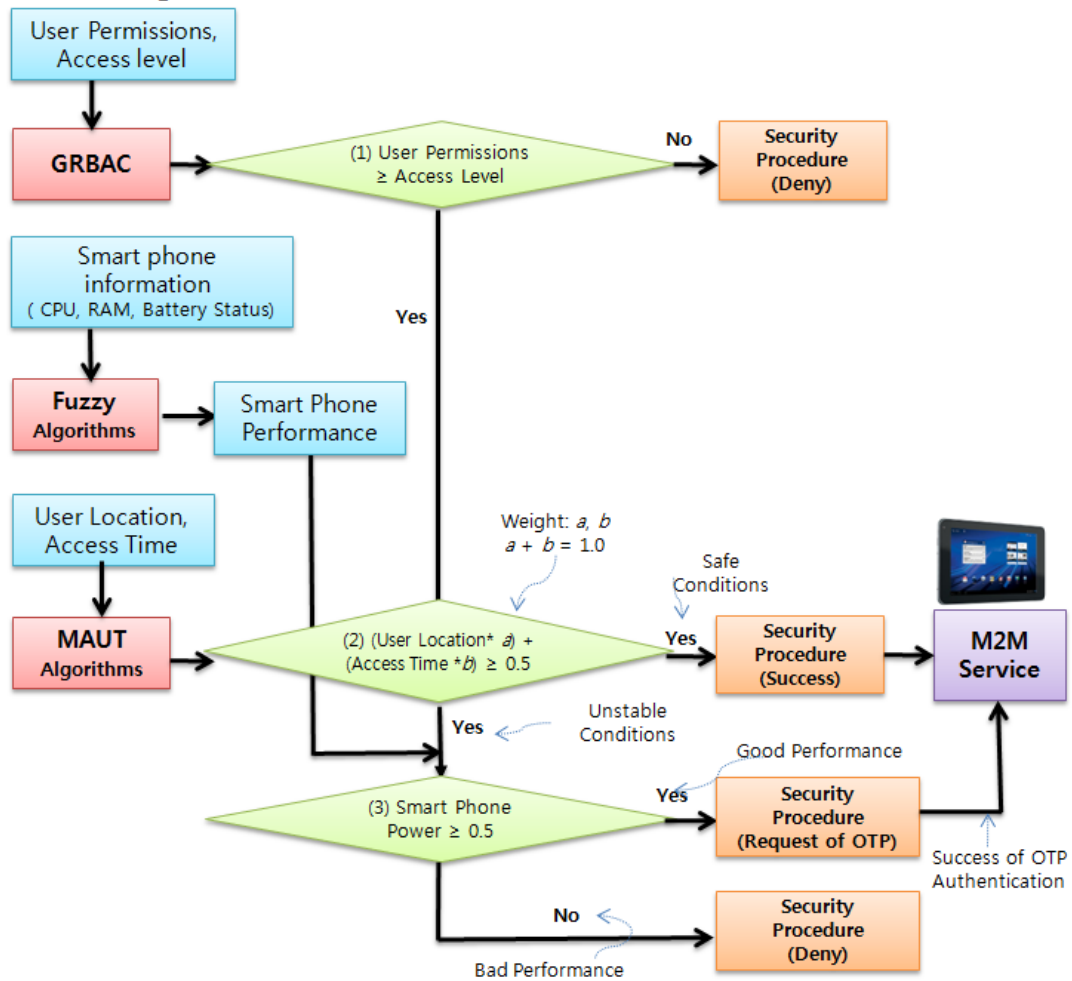 User Permissions,
Access level
GRBAC
(1) User Permissions
≥ Access Level
No
Security
Procedure
(Deny)
Smart phone
information
( CPU, RAM, Battery Status)
Yes
Fuzzy
Algorithms
Smart Phone
Performance
User Location,
Access Time
Weight: a, b
a + b = 1.0
Safe
Conditions
MAUT
Algorithms
(2) (User Location* a) +
(Access Time *b) ≥ 0.5
Yes
Security
Procedure
(Success)
M2M
Service
Yes
Unstable
Conditions
Good Performance
(3) Smart Phone
Power ≥ 0.5
Yes
Security
Procedure
(Request of OTP)
Success of OTP
Authentication
No
Bad Performance
Security
Procedure
(Deny)